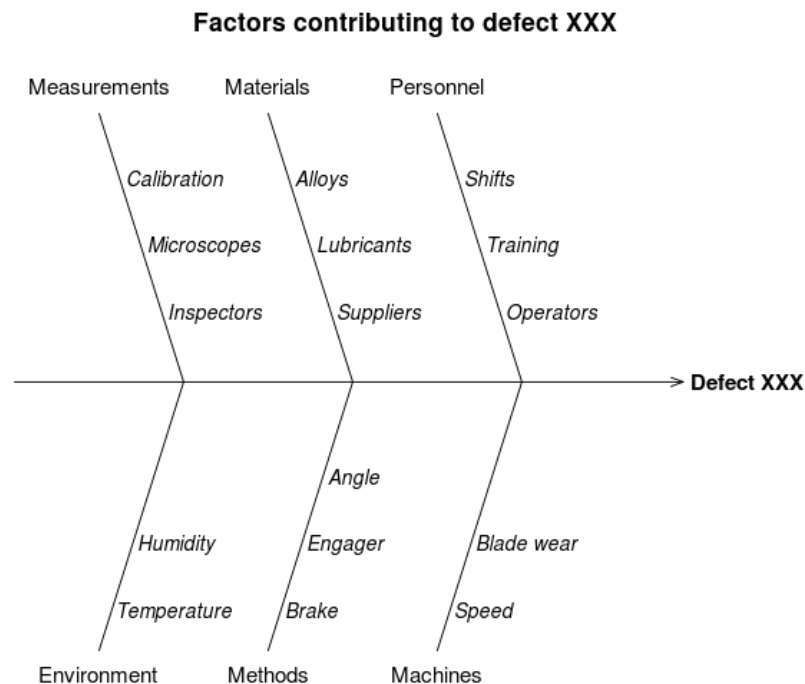 Factors contributing to defect XXX
Measurements
Materials
Personnel
Calibration
Alloys
Shifts
Microscopes
Lubricants
Training
Inspectors
Suppliers
Operators
Defect XXX
Angle
Humidity
Engager
Blade wear
Temperature
Brake
Speed
Environment
Methods
Machines